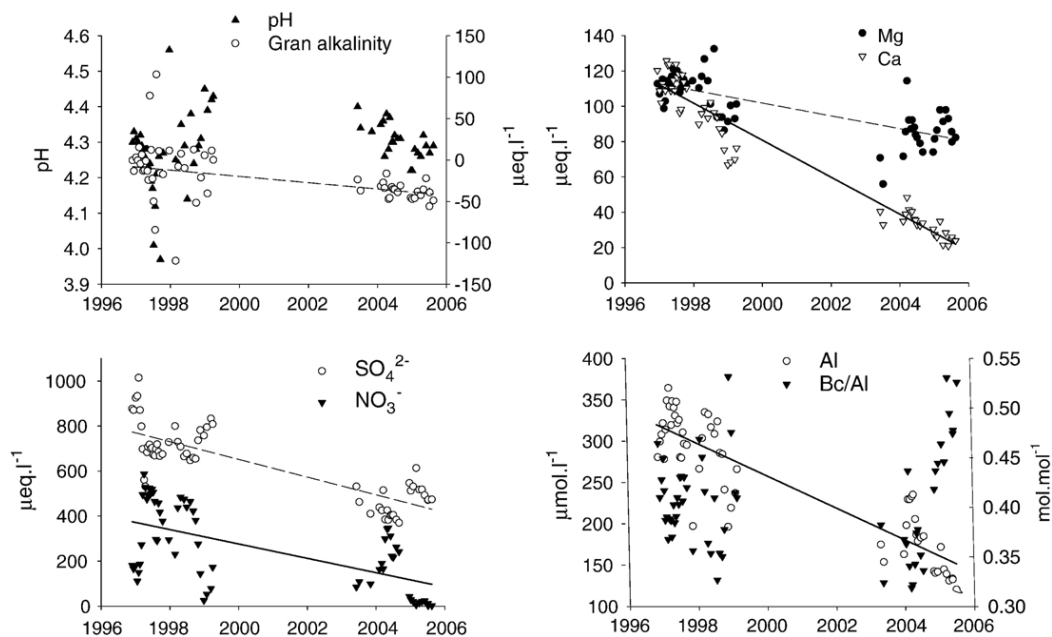 pH
Gran alkalinity
4.6
4.5
4.4
4.3
4.2
4.1
4.0
3.9
pH
150
100
50
0
-50
-100
-150
µeq.l⁻¹
1996 1998 2000 2002 2004 2006
Mg
Ca
140
120
100
80
60
40
20
0
µeq.l⁻¹
1996 1998 2000 2002 2004 2006
SO₄²⁻
NO₃⁻
1000
800
600
400
200
0
µeq.l⁻¹
1996 1998 2000 2002 2004 2006
Al
Bc/Al
400
350
300
250
200
150
100
µmol.l⁻¹
0.55
0.50
0.45
0.40
0.35
0.30
mol.mol⁻¹
1996 1998 2000 2002 2004 2006